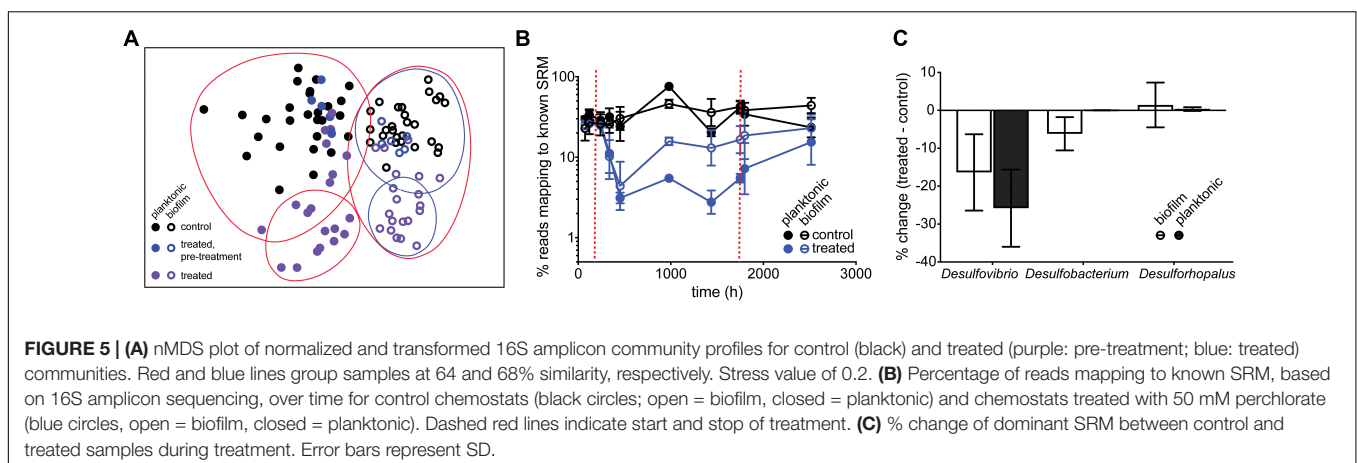 A
planktonic
biofilm
control
treated,
pre-treatment
treated
B
% reads mapping to known SRM
100
10
1
0
1000
2000
3000
time (h)
planktonic
biofilm
control
treated
C
% change (treated - control)
10
0
-10
-20
-30
-40
biofilm
planktonic
Desulfovibrio
Desulfobacterium
Desulforhopalus
FIGURE 5 | (A) nMDS plot of normalized and transformed 16S amplicon community profiles for control (black) and treated (purple: pre-treatment; blue: treated)
communities. Red and blue lines group samples at 64 and 68% similarity, respectively. Stress value of 0.2. (B) Percentage of reads mapping to known SRM, based
on 16S amplicon sequencing, over time for control chemostats (black circles; open = biofilm, closed = planktonic) and chemostats treated with 50 mM perchlorate
(blue circles, open = biofilm, closed = planktonic). Dashed red lines indicate start and stop of treatment. (C) % change of dominant SRM between control and
treated samples during treatment. Error bars represent SD.